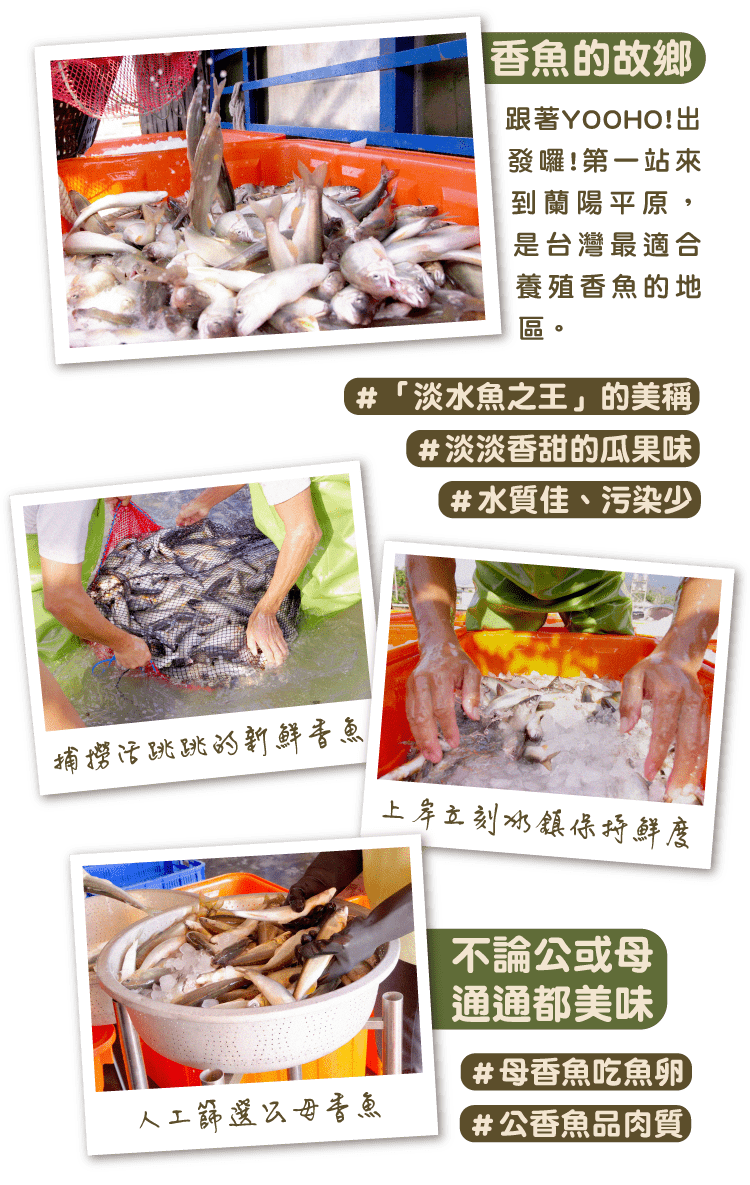 香魚的故鄉
跟著YOOHO!出
發囉!第一站來
到蘭陽平原，
是台灣最適合
養殖香魚的地
區。
#「淡水魚之王」的美稱
#淡淡香甜的瓜果味
#水質佳、污染少
捕撈活跳跳的新鮮香魚
上岸立刻冰鎮保持鮮度
不論公或母
通通都美味
#母香魚吃魚卵
#公香魚品肉質
人工篩選公母香魚